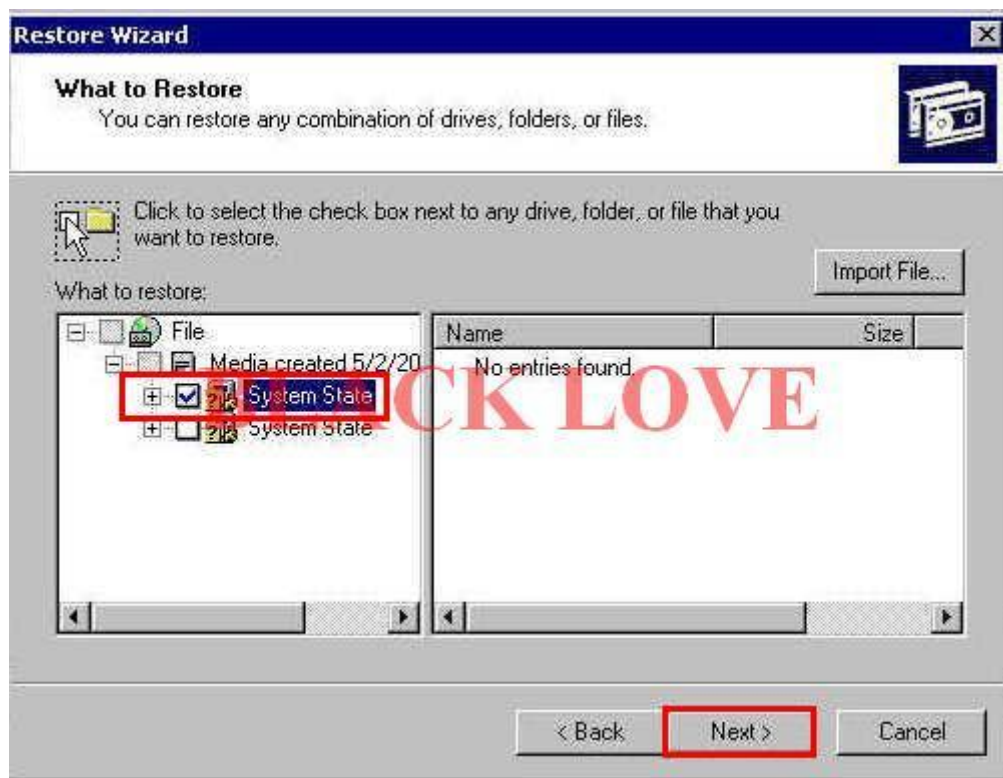 Restore Wizard
What to Restore
You can restore any combination of drives, folders, or files.
Click to select the check box next to any drive, folder, or file that you
want to restore.
Import File...
What to restore:
File
Name
Size
Media created 5/2/20
No entries found.
System State
CK LOVE
System State
< Back
Next >
Cancel